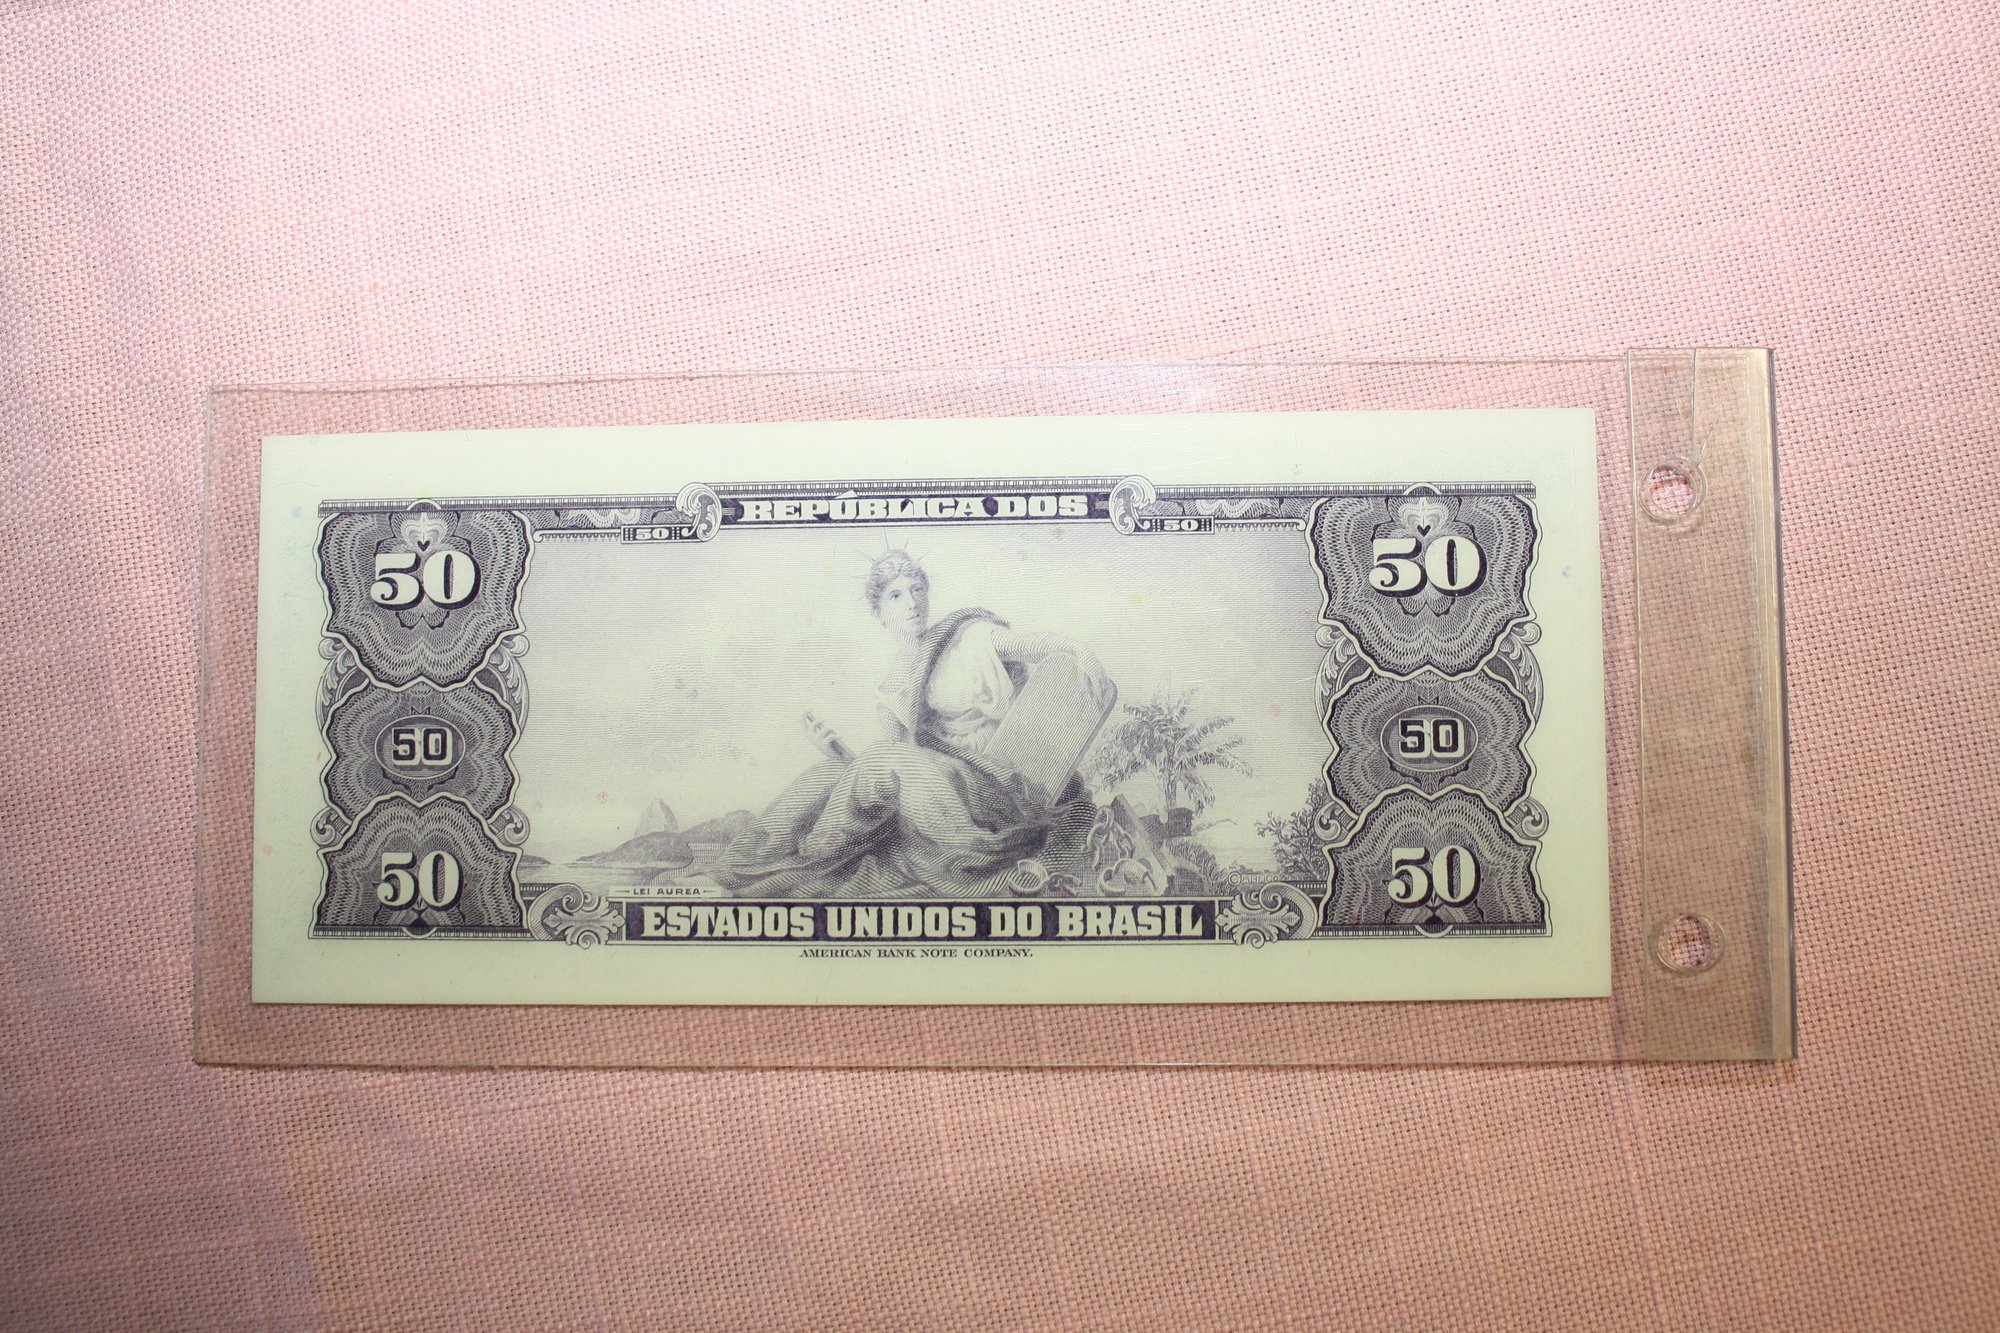 REPÚBLICA DOS
50 50
50 50
50 50
50 50
LEI AUREA
ESTADOS UNIDOS DO BRASIL
AMERICAN BANK NOTE COMPANY.